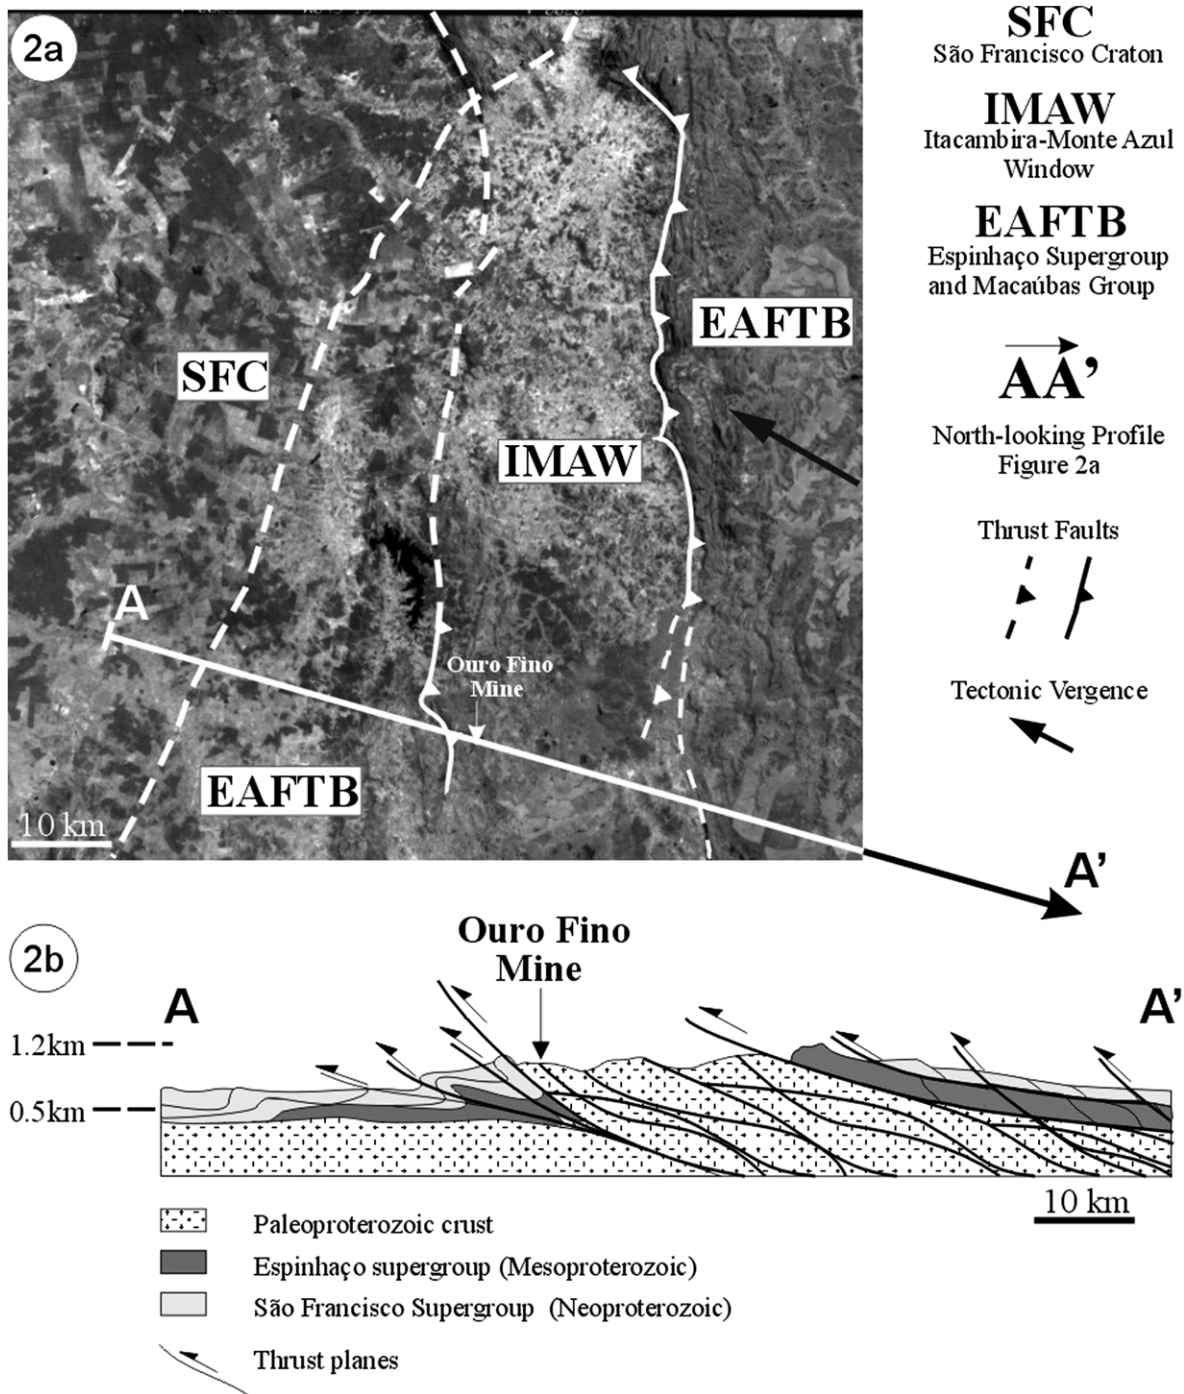 2a
SFC
São Francisco Craton
IMAW
Itacambira-Monte Azul
Window
EAFTB
Espinhaço Supergroup
and Macaúbas Group
AA’
North-looking Profile
Figure 2a
Thrust Faults
Tectonic Vergence
EAFTB
SFC
IMAW
A
Ouro Fino
Mine
EAFTB
10 km
A’
2b
Ouro Fino
Mine
A
A’
1.2km
0.5km
10 km
Paleoproterozoic crust
Espinhaço supergroup (Mesoproterozoic)
São Francisco Supergroup (Neoproterozoic)
Thrust planes